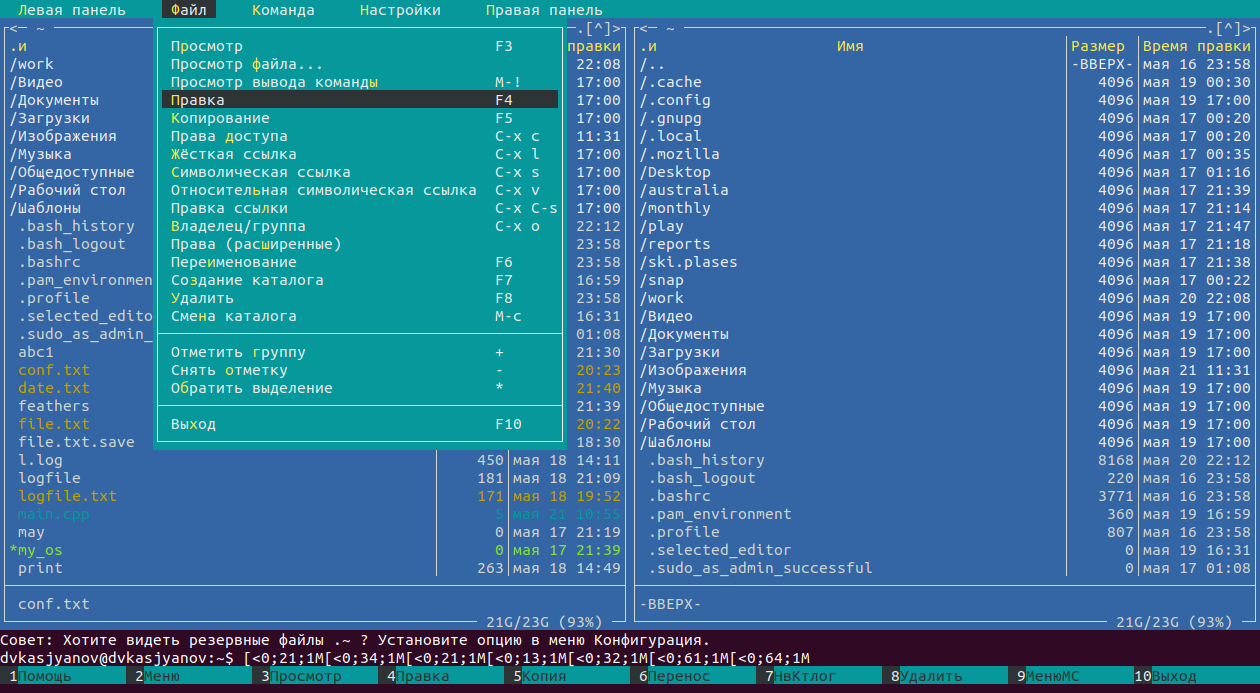 Левая панель Файл Команда Настройки Правая панель
<─ ~ .[^]> <─ ~ .[^]>
.и Просмотр F3 правки .и Имя Размер Время правки
/work Просмотр файла... 22:08 /.. -ВВЕРХ- мая 16 23:58
/Видео Просмотр вывода команды M-! 17:00 /.cache 4096 мая 19 00:30
/Документы Правка F4 17:00 /.config 4096 мая 19 17:00
/Загрузки Копирование F5 17:00 /.gnupg 4096 мая 17 00:20
/Изображения Права доступа C-x c 11:31 /.local 4096 мая 17 00:20
/Музыка Жёсткая ссылка C-x l 17:00 /.mozilla 4096 мая 17 00:35
/Общедоступные Символическая ссылка C-x s 17:00 /Desktop 4096 мая 17 01:16
/Рабочий стол Относительная символическая ссылка C-x v 17:00 /australia 4096 мая 17 21:39
/Шаблоны Правка ссылки C-x C-s 17:00 /monthly 4096 мая 17 21:14
.bash_history Владелец/группа C-x o 22:12 /play 4096 мая 17 21:47
.bash_logout Права (расширенные) 23:58 /reports 4096 мая 17 21:18
.bashrc Переименование F6 23:58 /ski.plases 4096 мая 17 21:38
.pam_environmen Создание каталога F7 16:59 /snap 4096 мая 17 00:22
.profile Удалить F8 23:58 /work 4096 мая 20 22:08
.selected_edito Смена каталога M-c 16:31 /Видео 4096 мая 19 17:00
.sudo_as_admin_ 01:08 /Документы 4096 мая 19 17:00
abc1 Отметить группу + 21:30 /Загрузки 4096 мая 19 17:00
conf.txt Снять отметку - 20:23 /Изображения 4096 мая 21 11:31
date.txt Обратить выделение * 21:40 /Музыка 4096 мая 19 17:00
feathers 21:39 /Общедоступные 4096 мая 19 17:00
file.txt Выход F10 20:22 /Рабочий стол 4096 мая 19 17:00
file.txt.save 18:30 /Шаблоны 4096 мая 19 17:00
l.log 450 мая 18 14:11 .bash_history 8168 мая 20 22:12
logfile 181 мая 18 21:09 .bash_logout 220 мая 16 23:58
logfile.txt 171 мая 18 19:52 .bashrc 3771 мая 16 23:58
main.cpp 5 мая 21 10:55 .pam_environment 360 мая 19 16:59
may 0 мая 17 21:19 .profile 807 мая 16 23:58
*my_os 0 мая 17 21:39 .selected_editor 0 мая 19 16:31
print 263 мая 18 14:49 .sudo_as_admin_successful 0 мая 17 01:08
conf.txt -ВВЕРХ-
21G/23G (93%) 21G/23G (93%)
Совет: Хотите видеть резервные файлы .~ ? Установите опцию в меню Конфигурация.
dvkasjyanov@dvkasjyanov:~$ [<0;21;1M[<0;34;1M[<0;21;1M[<0;13;1M[<0;32;1M[<0;61;1M[<0;64;1M
1Помощь 2Меню 3Просмотр 4Правка 5Копия 6Перенос 7НвКтлог 8Удалить 9МенюМС 10Выход